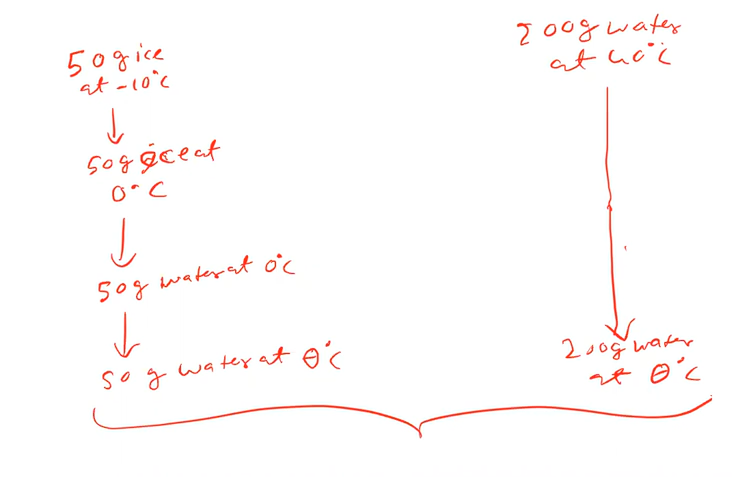 50g ice
at -10°C
50g ice at
0°C
50g water at 0°C
50 g water at θ°C
200g water
at 40°C
200g water
at θ°C